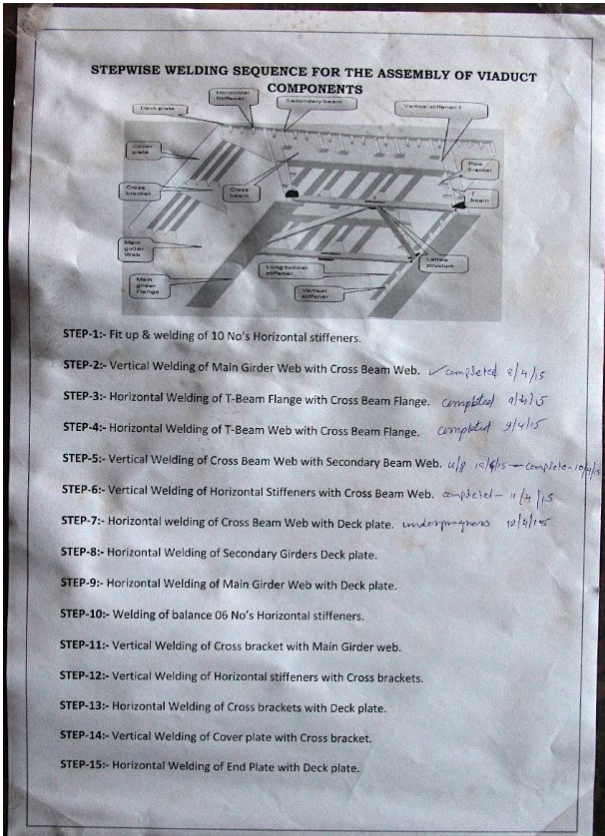 STEPWISE WELDING SEQUENCE FOR THE ASSEMBLY OF VIADUCT
COMPONENTS
Deck plate
Horizontal Stiffener
Secondary beam
Vertical stiffener
Cover plate
Cross bracket
Cross beam
Pipe bracket
T beam
Main girder Web
Main girder Flange
Longitudinal stiffener
Vertical stiffener
Lattice structure
STEP-1:- Fit up & welding of 10 No's Horizontal stiffeners.
STEP-2:- Vertical Welding of Main Girder Web with Cross Beam Web. ✓ completed 8/4/15
STEP-3:- Horizontal Welding of T-Beam Flange with Cross Beam Flange. completed 9/4/15
STEP-4:- Horizontal Welding of T-Beam Web with Cross Beam Flange. completed 9/4/15
STEP-5:- Vertical Welding of Cross Beam Web with Secondary Beam Web. u/p — complete - 10/4/15
STEP-6:- Vertical Welding of Horizontal Stiffeners with Cross Beam Web. completed - 11/4/15
STEP-7:- Horizontal welding of Cross Beam Web with Deck plate. underprogress 12/4/15
STEP-8:- Horizontal Welding of Secondary Girders Deck plate.
STEP-9:- Horizontal Welding of Main Girder Web with Deck plate.
STEP-10:- Welding of balance 06 No's Horizontal stiffeners.
STEP-11:- Vertical Welding of Cross bracket with Main Girder web.
STEP-12:- Vertical Welding of Horizontal stiffeners with Cross brackets.
STEP-13:- Horizontal Welding of Cross brackets with Deck plate.
STEP-14:- Vertical Welding of Cover plate with Cross bracket.
STEP-15:- Horizontal Welding of End Plate with Deck plate.